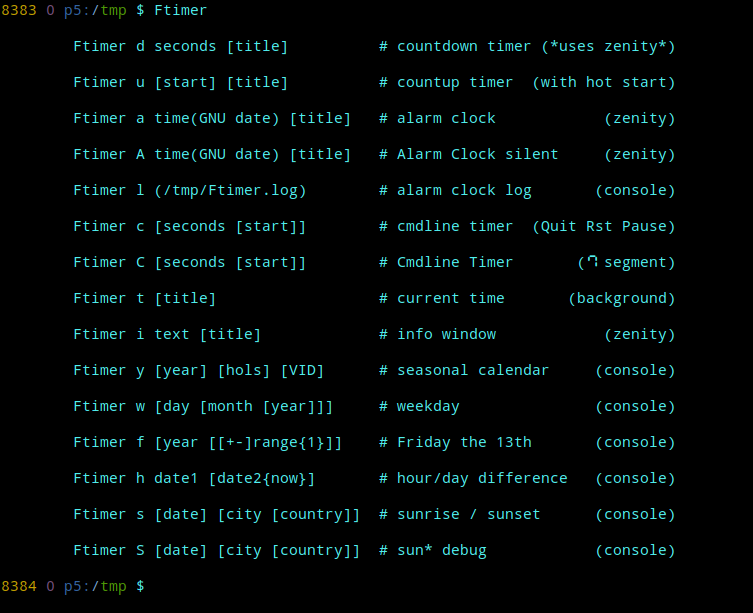 8383 0 p5:/tmp $ Ftimer
Ftimer d seconds [title] # countdown timer (*uses zenity*)
Ftimer u [start] [title] # countup timer (with hot start)
Ftimer a time(GNU date) [title] # alarm clock (zenity)
Ftimer A time(GNU date) [title] # Alarm Clock silent (zenity)
Ftimer l (/tmp/Ftimer.log) # alarm clock log (console)
Ftimer c [seconds [start]] # cmdline timer (Quit Rst Pause)
Ftimer C [seconds [start]] # Cmdline Timer (7 segment)
Ftimer t [title] # current time (background)
Ftimer i text [title] # info window (zenity)
Ftimer y [year] [hols] [VID] # seasonal calendar (console)
Ftimer w [day [month [year]]] # weekday (console)
Ftimer f [year [[+-]range{1}]] # Friday the 13th (console)
Ftimer h date1 [date2{now}] # hour/day difference (console)
Ftimer s [date] [city [country]] # sunrise / sunset (console)
Ftimer S [date] [city [country]] # sun* debug (console)
8384 0 p5:/tmp $